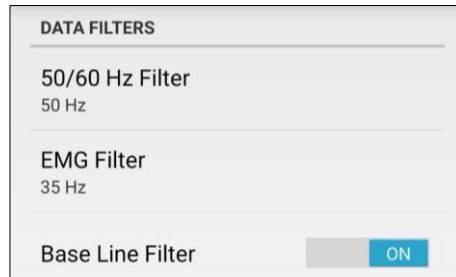 DATA FILTERS
50/60 Hz Filter
50 Hz
EMG Filter
35 Hz
Base Line Filter ON